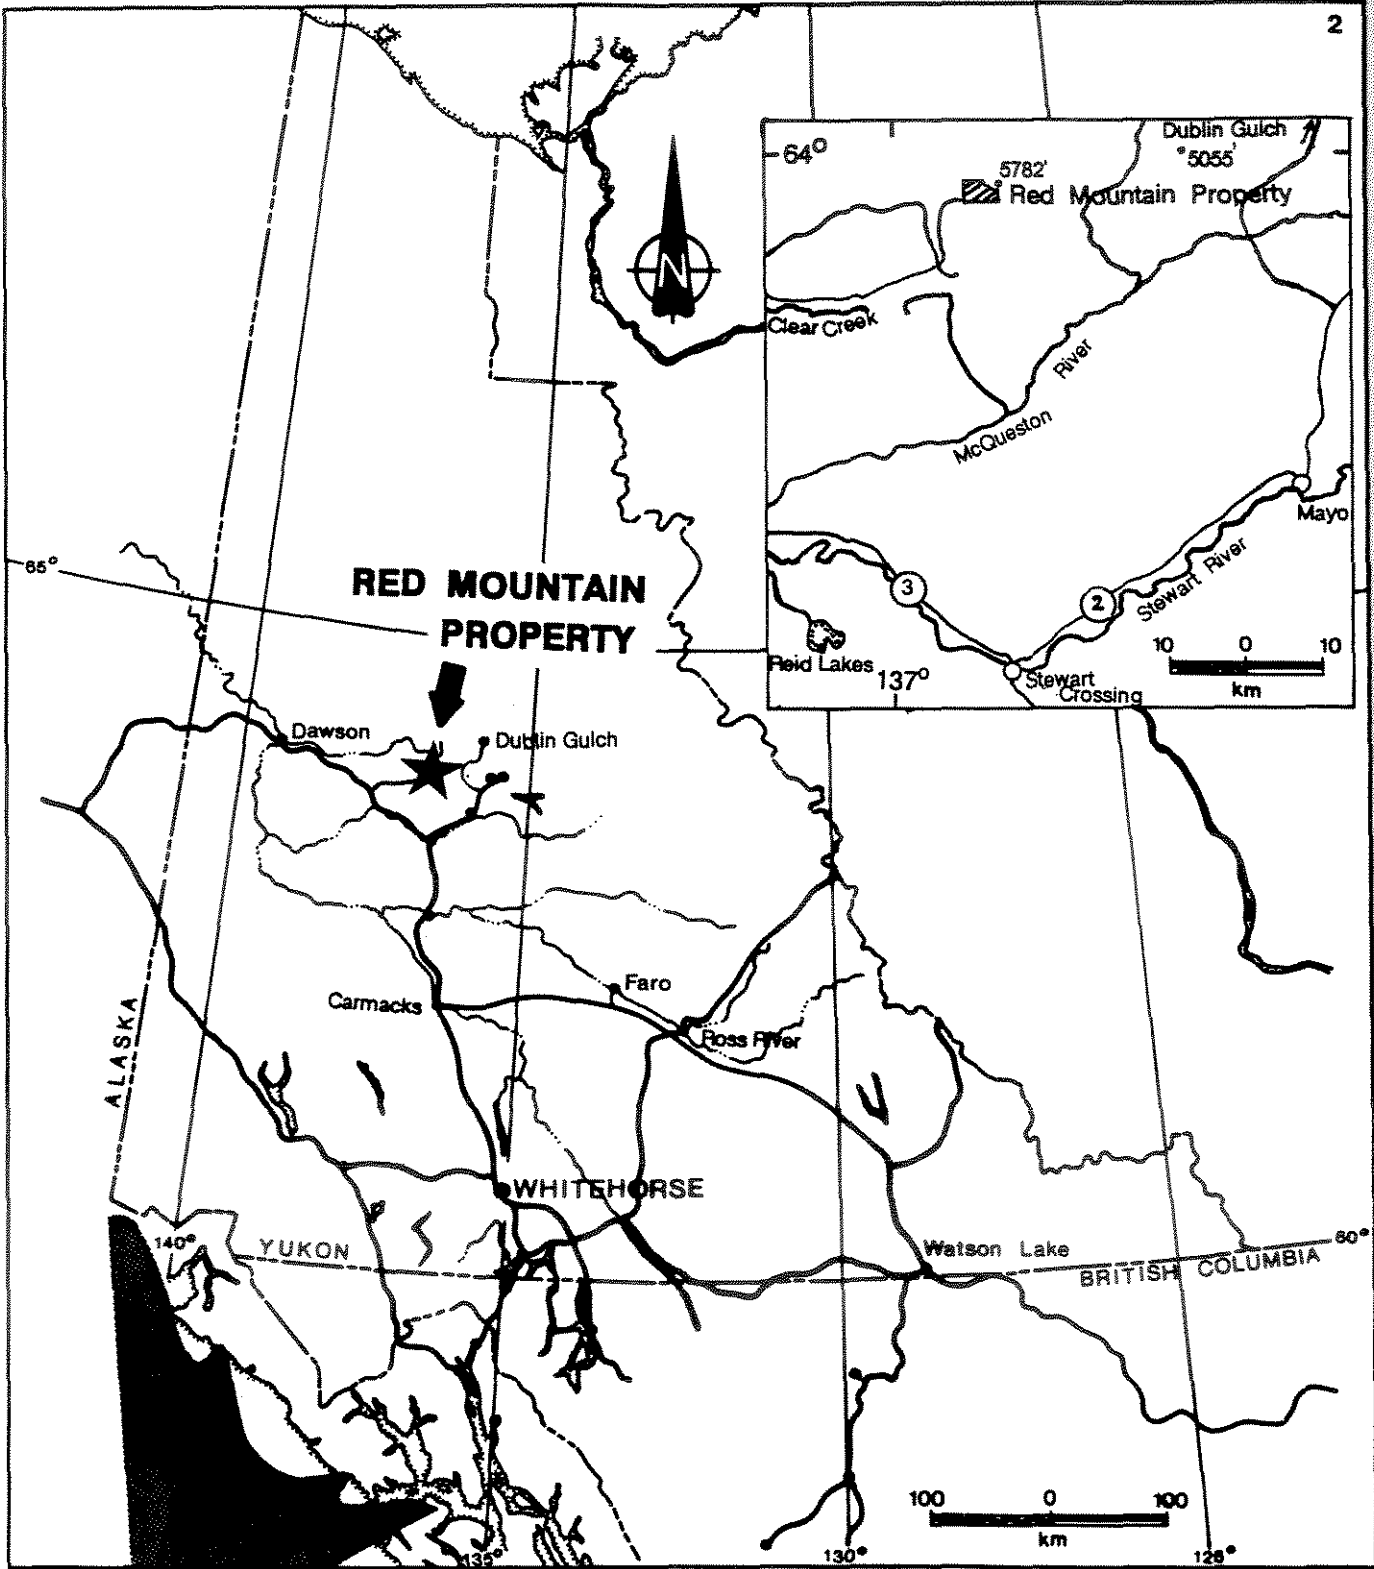 2
Dublin Gulch
5055'
64°
5782'
Red Mountain Property
Clear Creek
River
McQueston
Mayo
3
2
Stewart River
Reid Lakes
137°
Stewart
Crossing
10 0 10
km
N
65°
RED MOUNTAIN
PROPERTY
Dawson
Dublin Gulch
Faro
Carmacks
Ross River
ALASKA
WHITEHORSE
140°
YUKON
Watson Lake
60°
BRITISH COLUMBIA
100 0 100
km
135°
130°
126°